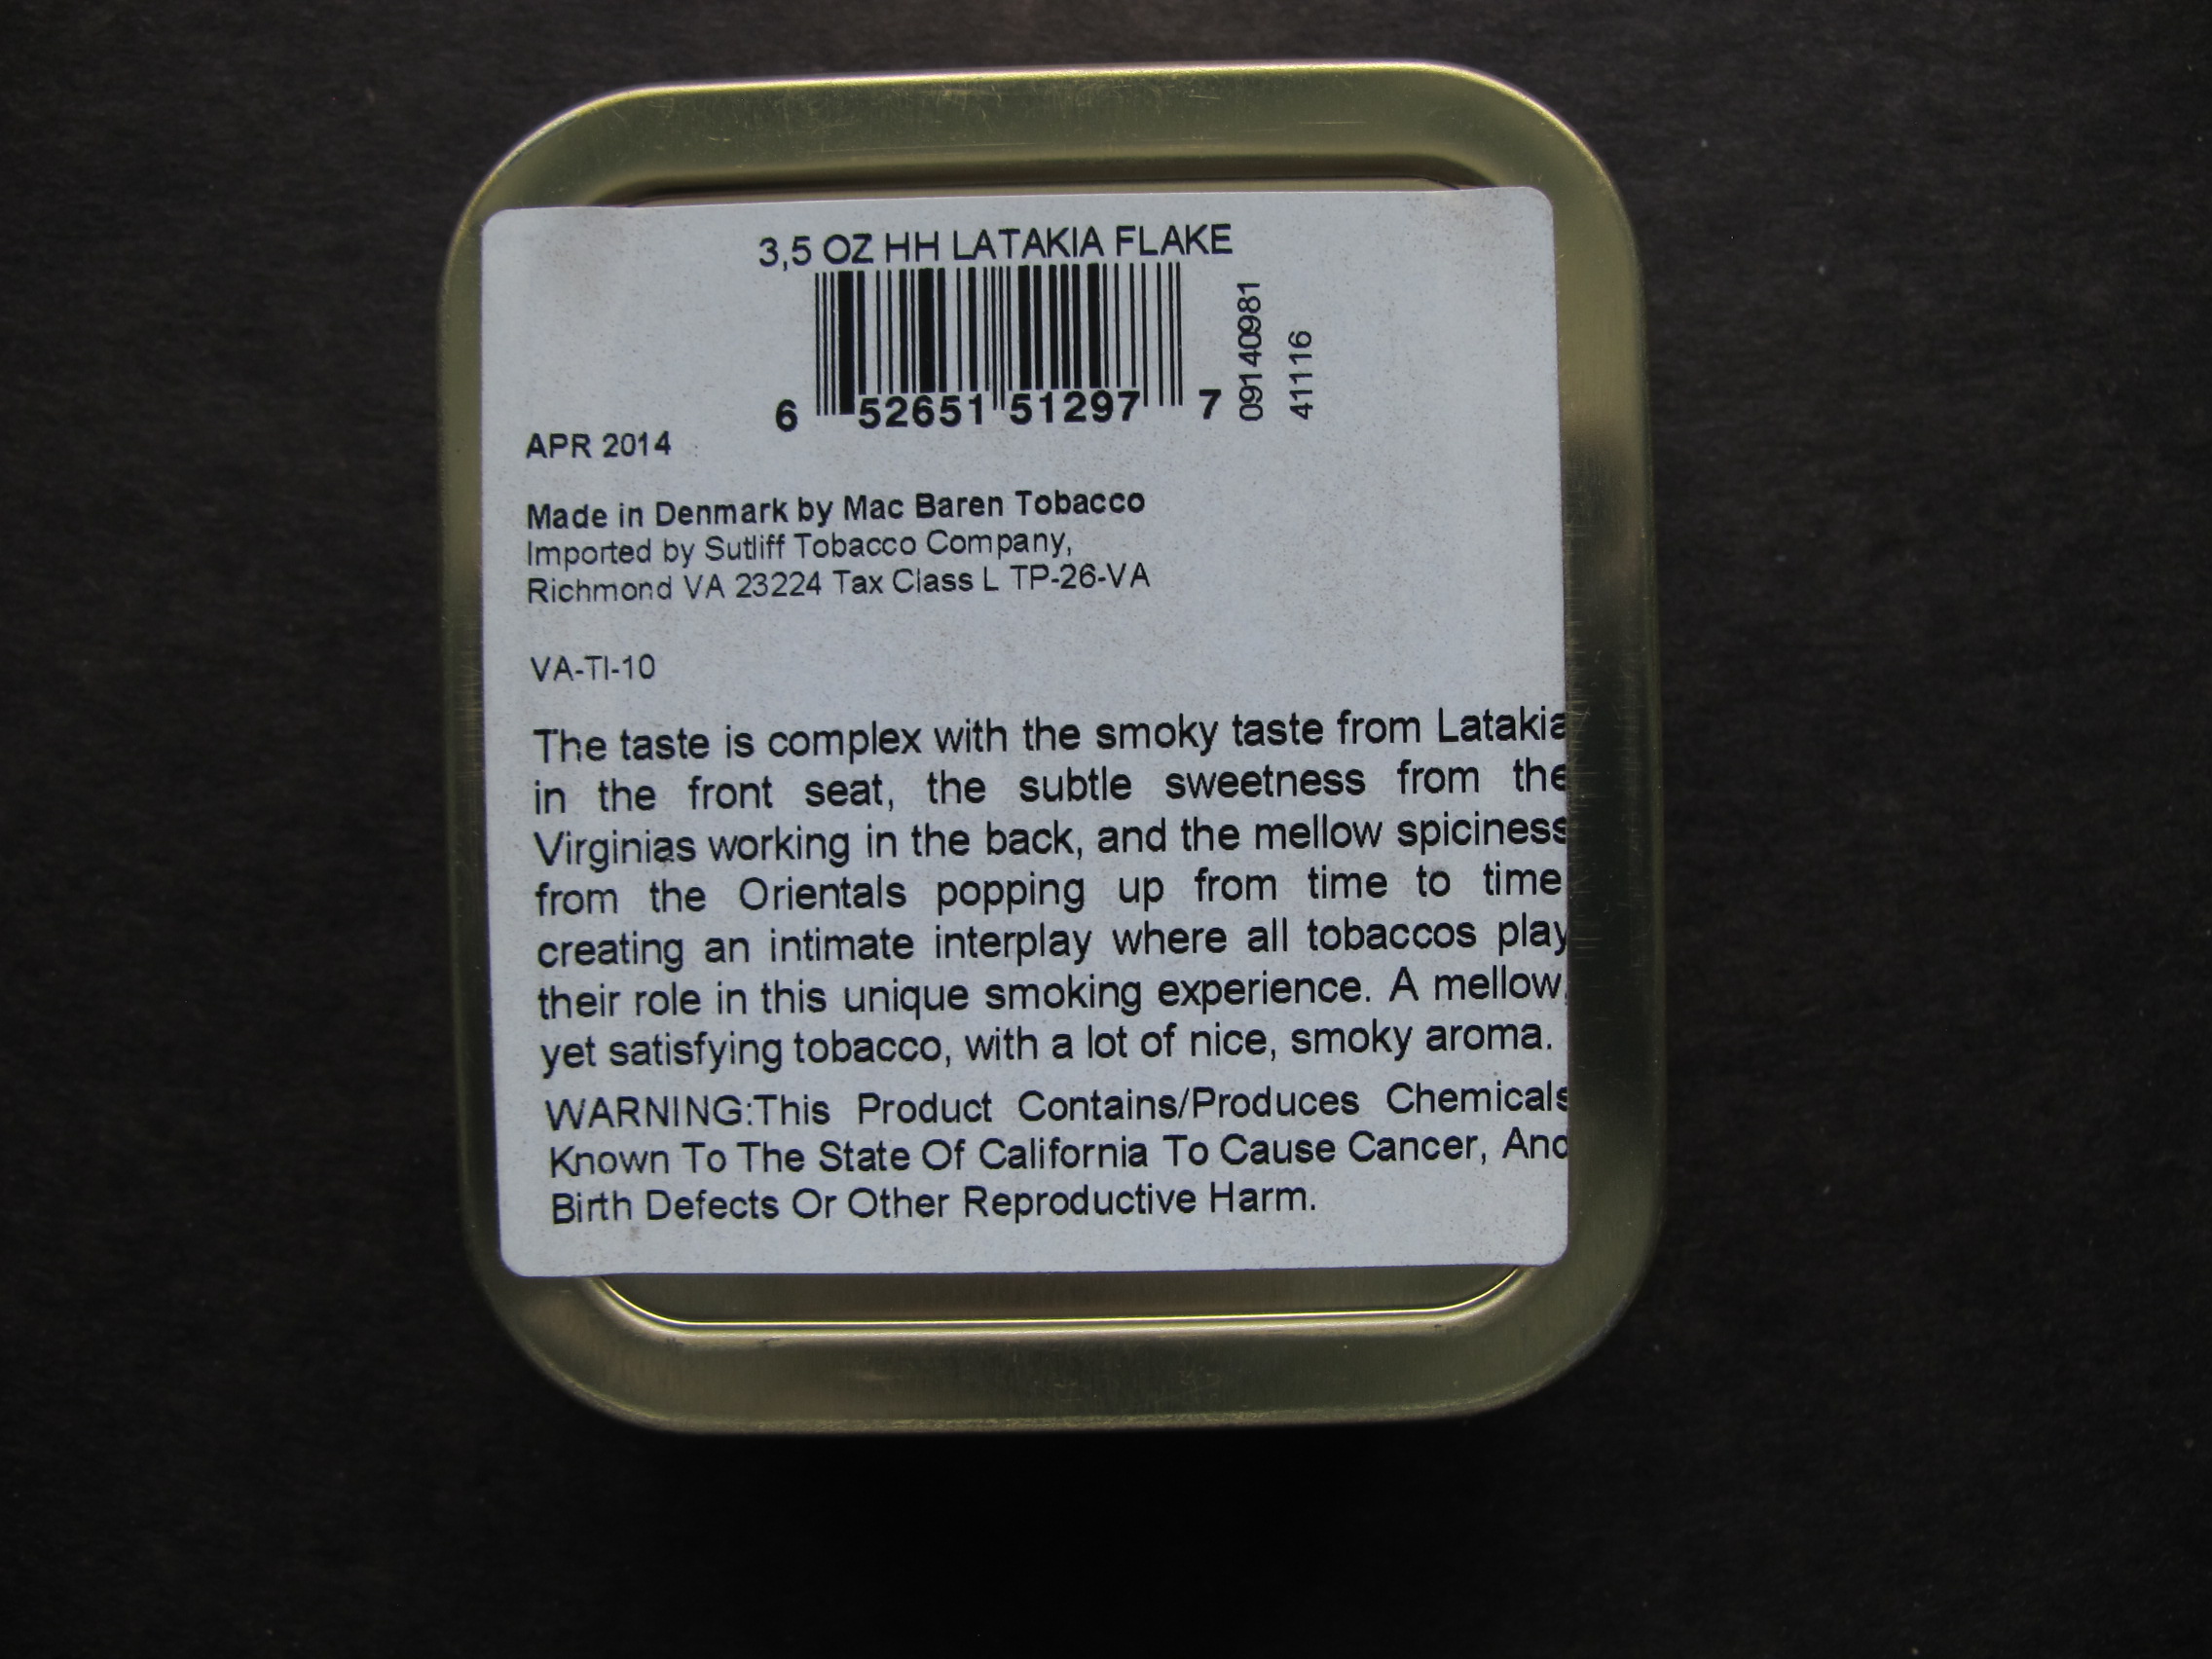 3,5 OZ HH LATAKIA FLAKE
6 52651 51297 7
09140981
41116
APR 2014
Made in Denmark by Mac Baren Tobacco
Imported by Sutliff Tobacco Company,
Richmond VA 23224 Tax Class L TP-26-VA
VA-TI-10
The taste is complex with the smoky taste from Latakia
in the front seat, the subtle sweetness from the
Virginias working in the back, and the mellow spiciness
from the Orientals popping up from time to time
creating an intimate interplay where all tobaccos play
their role in this unique smoking experience. A mellow,
yet satisfying tobacco, with a lot of nice, smoky aroma.
WARNING:This Product Contains/Produces Chemicals
Known To The State Of California To Cause Cancer, And
Birth Defects Or Other Reproductive Harm.